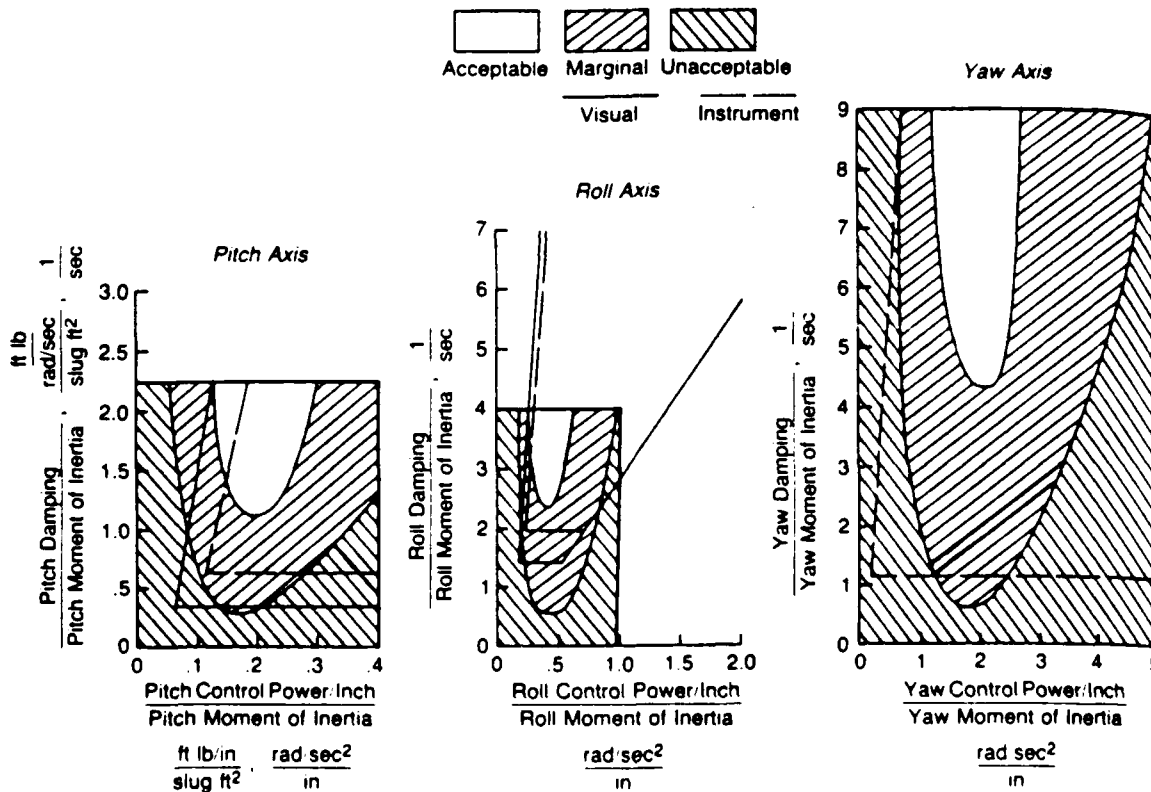 Acceptable Marginal Unacceptable
Visual Instrument
Pitch Axis
ft lb
rad/sec
slug ft²
,
1
sec
Pitch Damping
Pitch Moment of Inertia
3.0
2.5
2.0
1.5
1.0
.5
0
0 .1 .2 .3 .4
Pitch Control Power/Inch
Pitch Moment of Inertia
ft lb/in
slug ft²
,
rad/sec²
in
Roll Axis
Roll Damping
Roll Moment of Inertia
,
1
sec
7
6
5
4
3
2
1
0
0 .5 1.0 1.5 2.0
Roll Control Power/Inch
Roll Moment of Inertia
rad/sec²
in
Yaw Axis
Yaw Damping
Yaw Moment of Inertia
,
1
sec
9
8
7
6
5
4
3
2
1
0
0 1 2 3 4 5
Yaw Control Power/Inch
Yaw Moment of Inertia
rad sec²
in